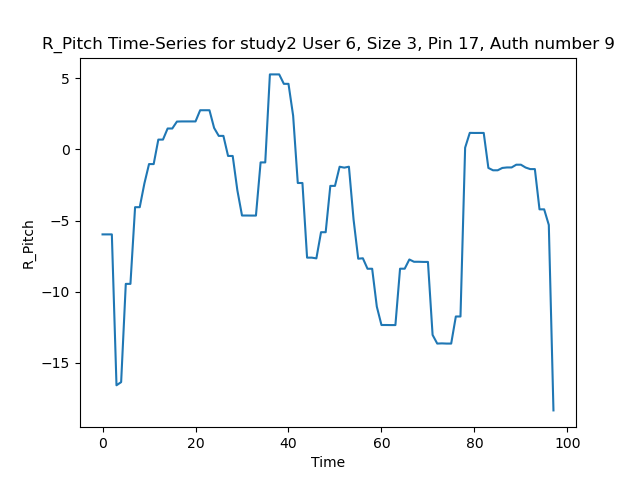 R_Pitch Time-Series for study2 User 6, Size 3, Pin 17, Auth number 9
5
0
−5
−10
−15
R_Pitch
0 20 40 60 80 100
Time